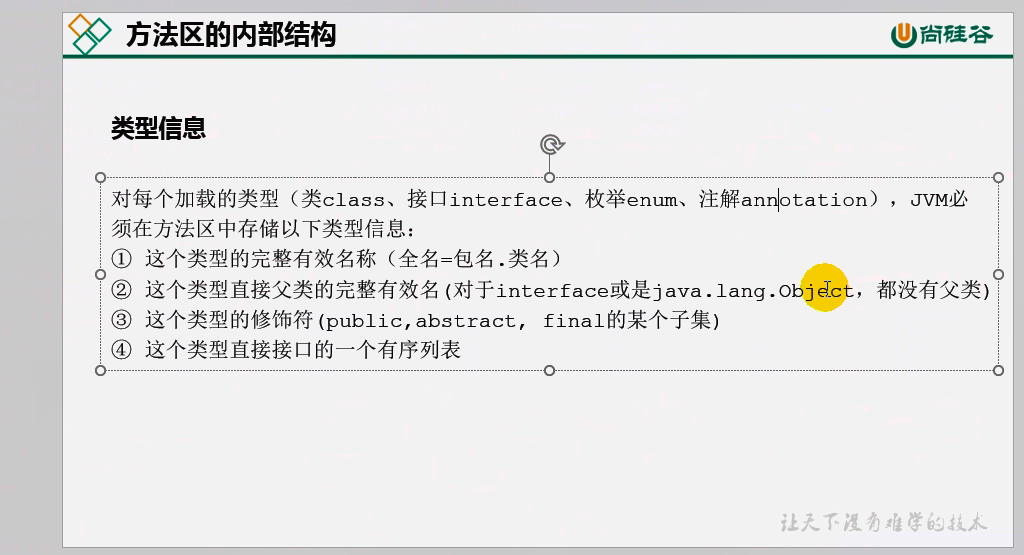 方法区的内部结构
尚硅谷
类型信息
对每个加载的类型（类class、接口interface、枚举enum、注解annotation），JVM必
须在方法区中存储以下类型信息：
① 这个类型的完整有效名称（全名=包名.类名）
② 这个类型直接父类的完整有效名(对于interface或是java.lang.Object，都没有父类)
③ 这个类型的修饰符(public,abstract, final的某个子集)
④ 这个类型直接接口的一个有序列表
让天下没有难学的技术